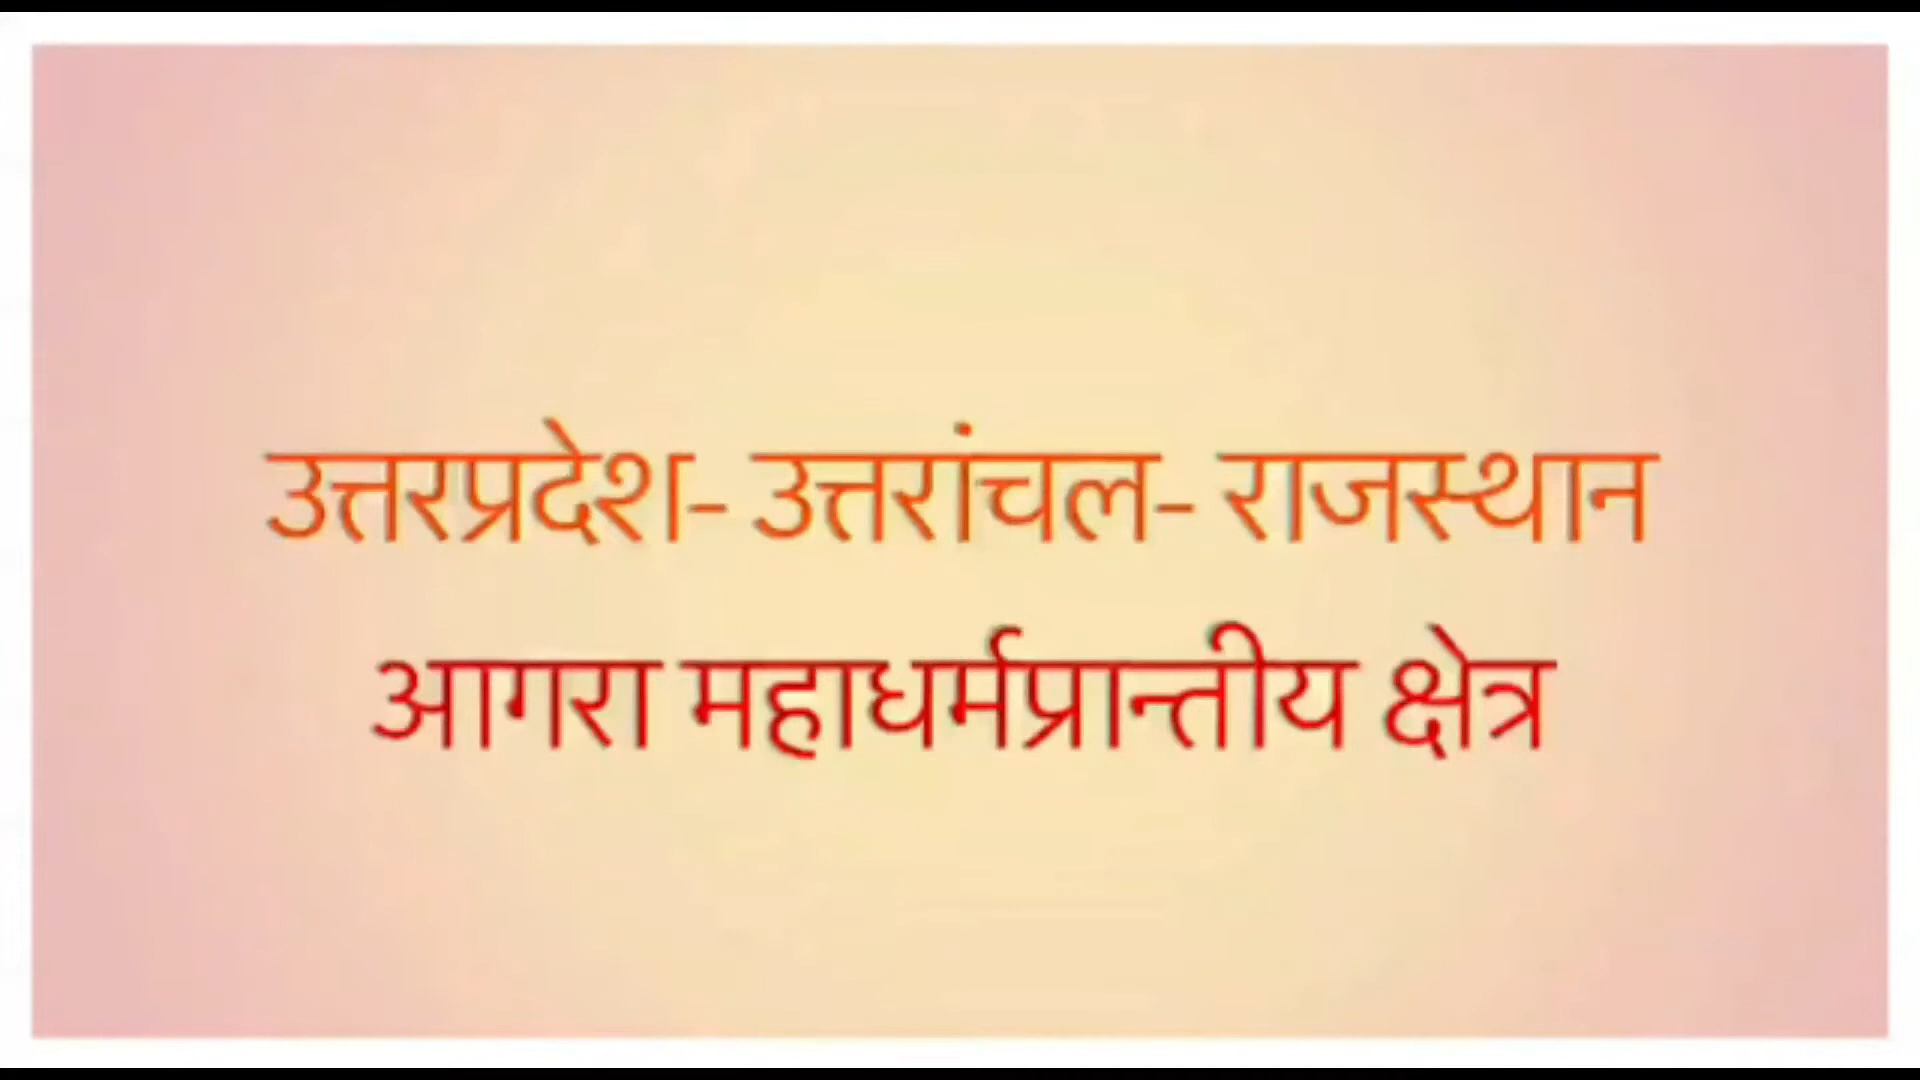 उत्तरप्रदेश- उत्तरांचल- राजस्थान
आगरा महाधर्मप्रान्तीय क्षेत्र